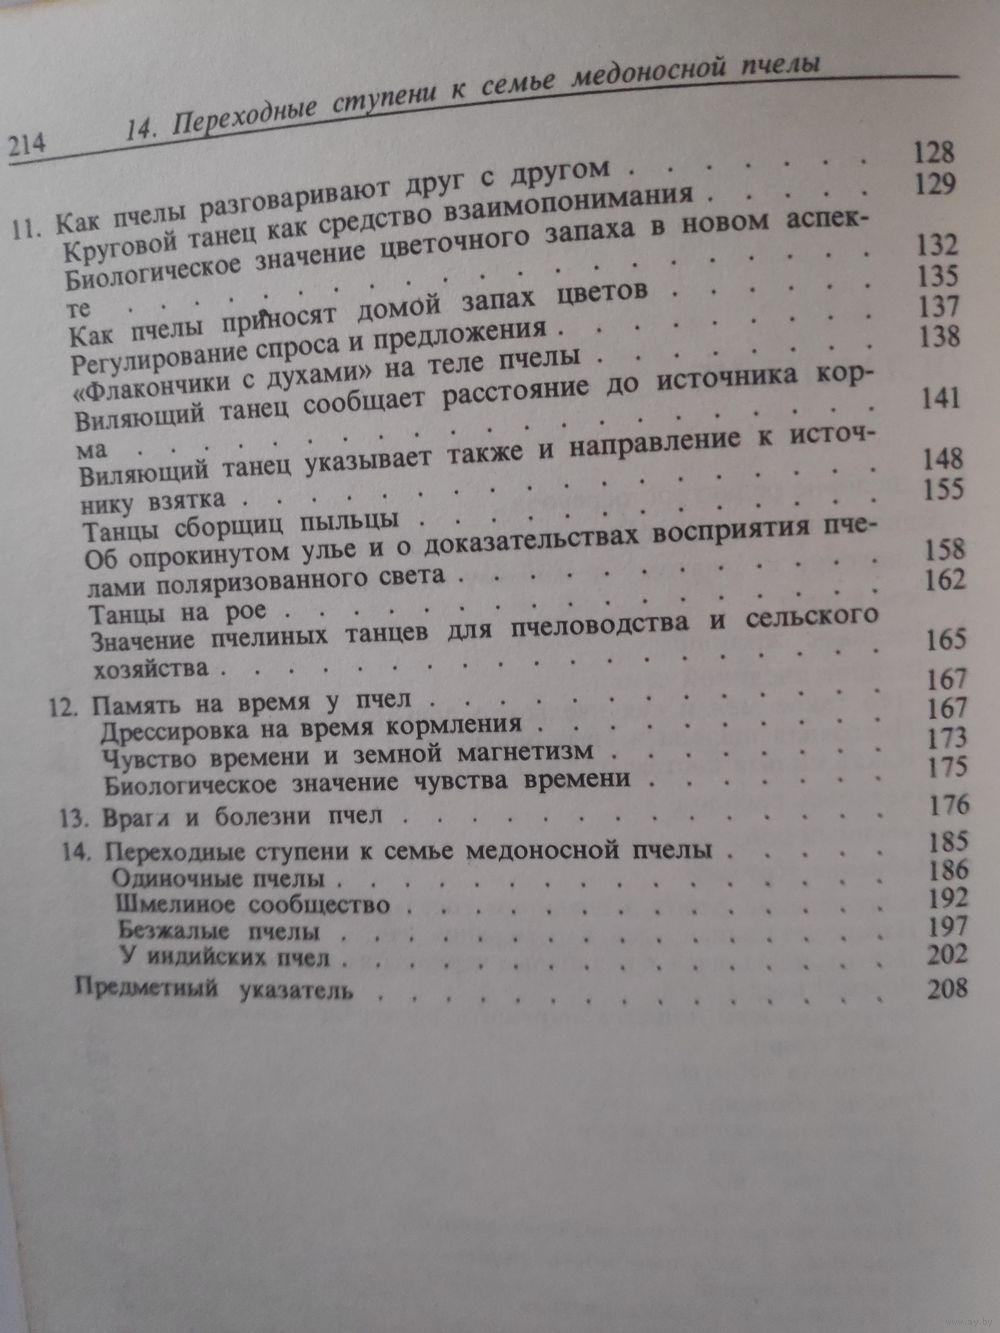 214 14. Переходные ступени к семье медоносной пчелы
11. Как пчелы разговаривают друг с другом . . . . . . . 128
Круговой танец как средство взаимопонимания . . . . . 129
Биологическое значение цветочного запаха в новом аспек-
те . . . . . . . . . . . . . . . . . 132
Как пчелы приносят домой запах цветов . . . . . . 135
Регулирование спроса и предложения . . . . . . . . . 137
«Флакончики с духами» на теле пчелы . . . . . . . . 138
Виляющий танец сообщает расстояние до источника кор-
ма . . . . . . . . . . . . . . . . . 141
Виляющий танец указывает также и направление к источ-
нику взятка . . . . . . . . . . . . . . 148
Танцы сборщиц пыльцы . . . . . . . . . . . 155
Об опрокинутом улье и о доказательствах восприятия пче-
лами поляризованного света . . . . . . . . . . 158
Танцы на рое . . . . . . . . . . . . . . 162
Значение пчелиных танцев для пчеловодства и сельского
хозяйства . . . . . . . . . . . . . . . 165
12. Память на время у пчел . . . . . . . . . . . 167
Дрессировка на время кормления . . . . . . . . . 167
Чувство времени и земной магнетизм . . . . . . . 173
Биологическое значение чувства времени . . . . . . 175
13. Враги и болезни пчел . . . . . . . . . . . . 176
14. Переходные ступени к семье медоносной пчелы . . . . . 185
Одиночные пчелы . . . . . . . . . . . . . . 186
Шмелиное сообщество . . . . . . . . . . . . 192
Безжалые пчелы . . . . . . . . . . . . . . 197
У индийских пчел . . . . . . . . . . . . . . 202
Предметный указатель . . . . . . . . . . . . . 208
www.ay.by